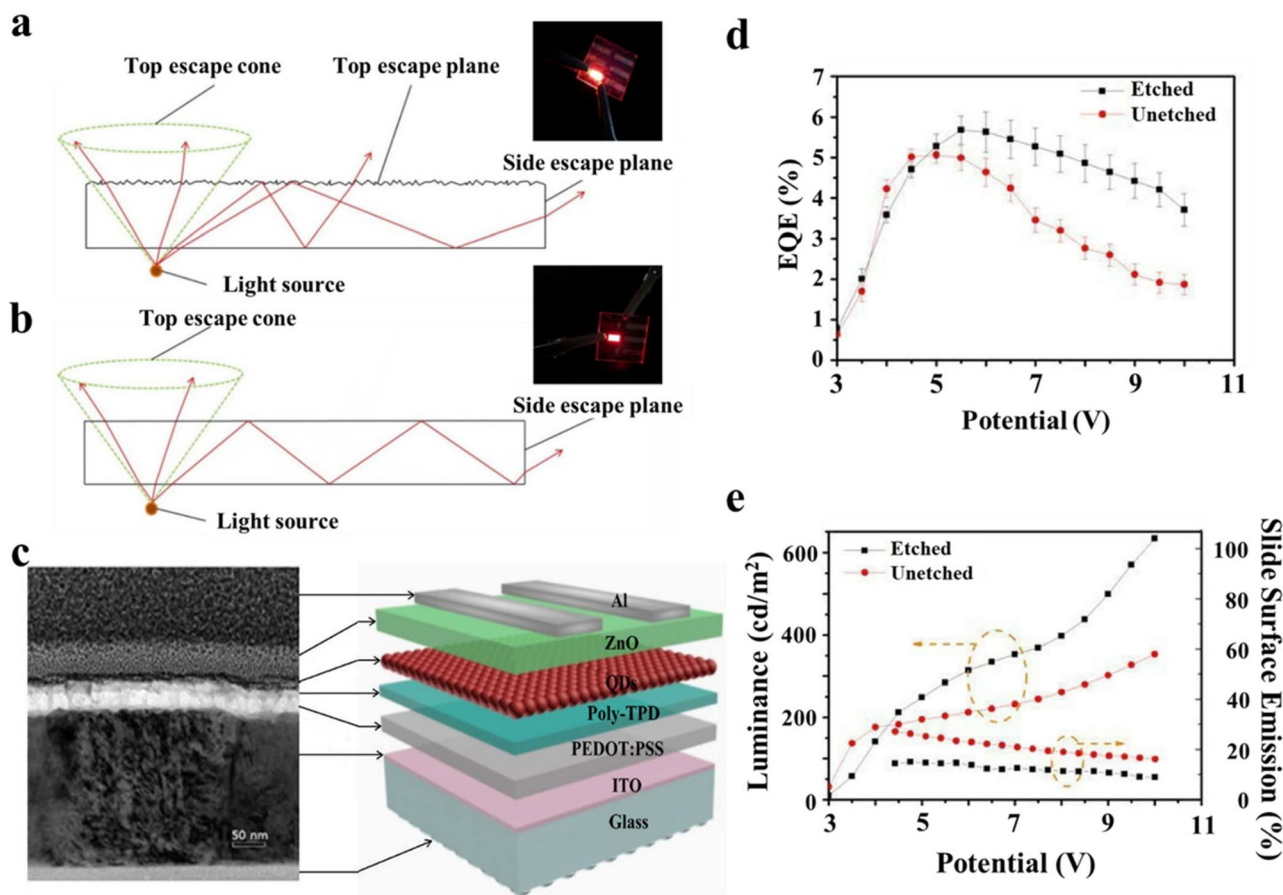 a
Top escape cone
Top escape plane
Side escape plane
Light source
b
Top escape cone
Side escape plane
Light source
c
50 nm
Al
ZnO
QDs
Poly-TPD
PEDOT:PSS
ITO
Glass
d
7
6
5
4
3
2
1
0
3
5
7
9
11
EQE (%)
Potential (V)
Etched
Unetched
e
600
400
200
0
3
5
7
9
11
100
80
60
40
20
0
Luminance (cd/m²)
Slide Surface Emission (%)
Potential (V)
Etched
Unetched